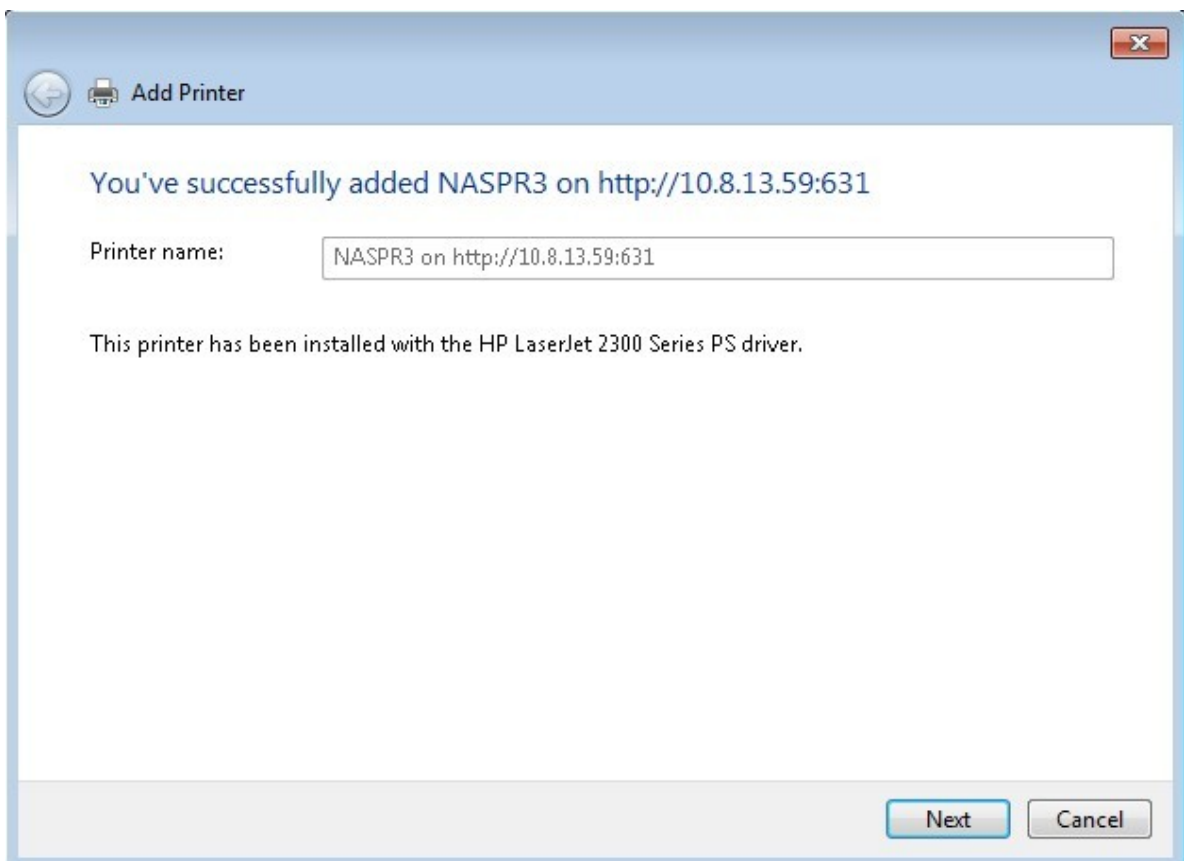 Add Printer
You've successfully added NASPR3 on http://10.8.13.59:631
Printer name:
NASPR3 on http://10.8.13.59:631
This printer has been installed with the HP LaserJet 2300 Series PS driver.
Next
Cancel